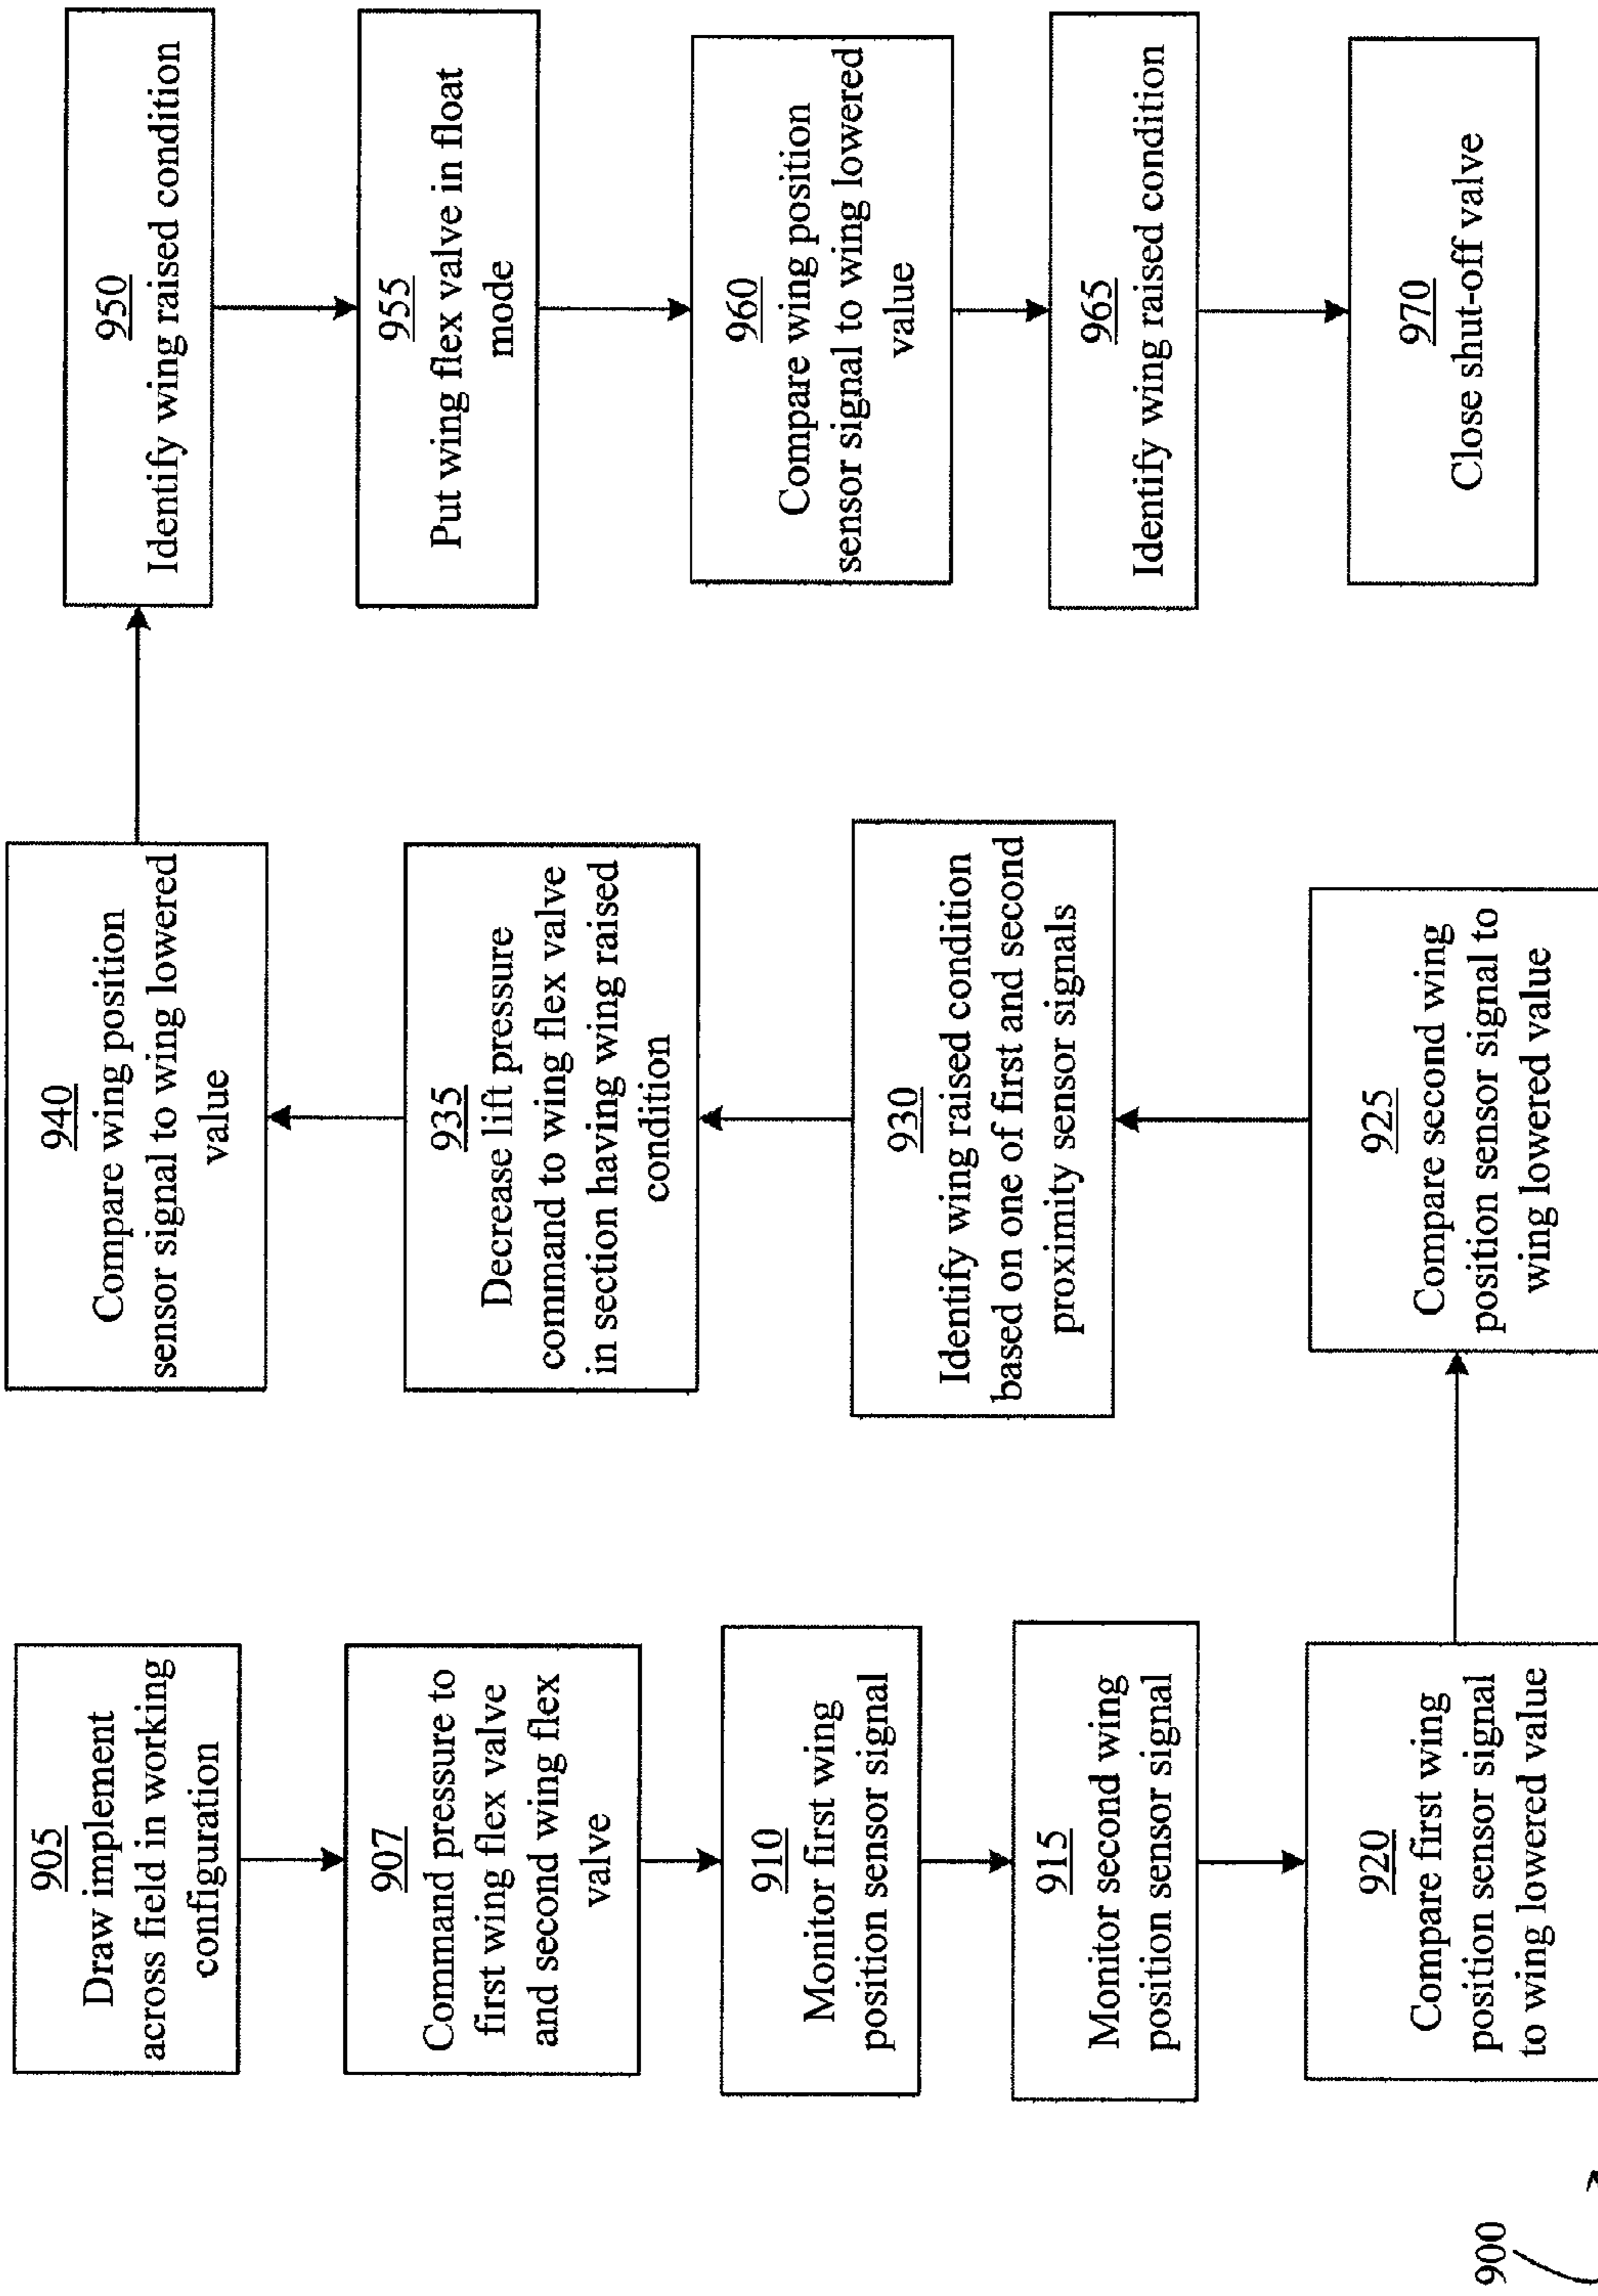 905
Draw implement
across field in working
configuration
907
Command pressure to
first wing flex valve
and second wing flex
valve
910
Monitor first wing
position sensor signal
915
Monitor second wing
position sensor signal
920
Compare first wing
position sensor signal
to wing lowered value
925
Compare second wing
position sensor signal to
wing lowered value
930
Identify wing raised condition
based on one of first and second
proximity sensor signals
935
Decrease lift pressure
command to wing flex valve
in section having wing raised
condition
940
Compare wing position
sensor signal to wing lowered
value
950
Identify wing raised condition
955
Put wing flex valve in float
mode
960
Compare wing position
sensor signal to wing lowered
value
965
Identify wing raised condition
970
Close shut-off valve
900